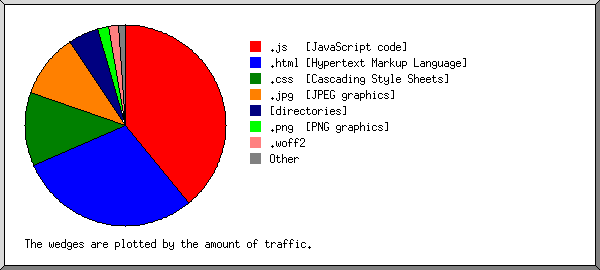 .js [JavaScript code]
.html [Hypertext Markup Language]
.css [Cascading Style Sheets]
.jpg [JPEG graphics]
[directories]
.png [PNG graphics]
.woff2
Other
The wedges are plotted by the amount of traffic.